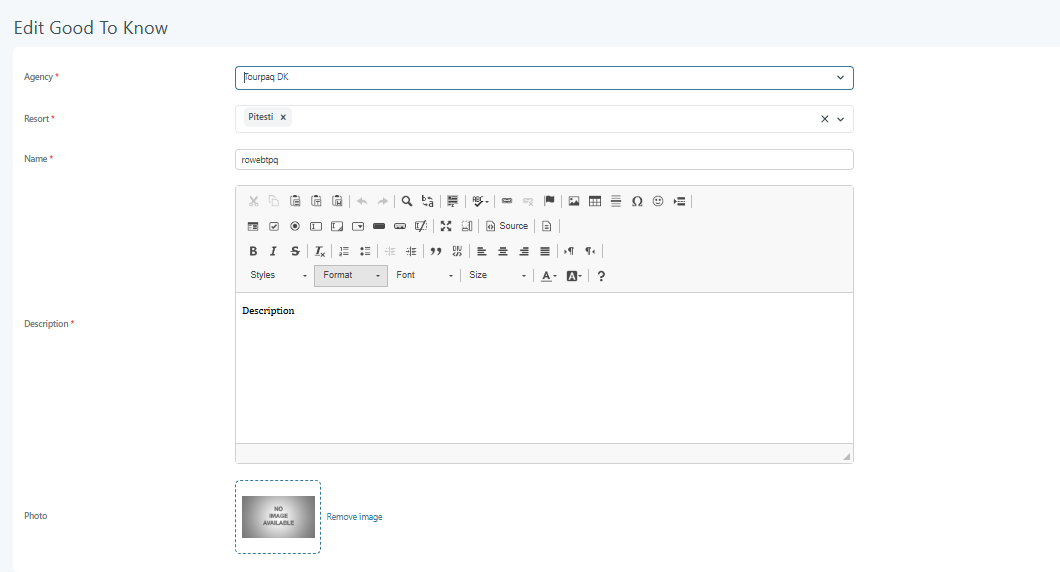 Edit Good To Know
Agency *
Tourpaq DK
Resort *
Pitesti x
Name *
rowebtpq
Source
Styles Format Font Size
Description *
Description
Photo
NO
IMAGE
AVAILABLE
Remove image